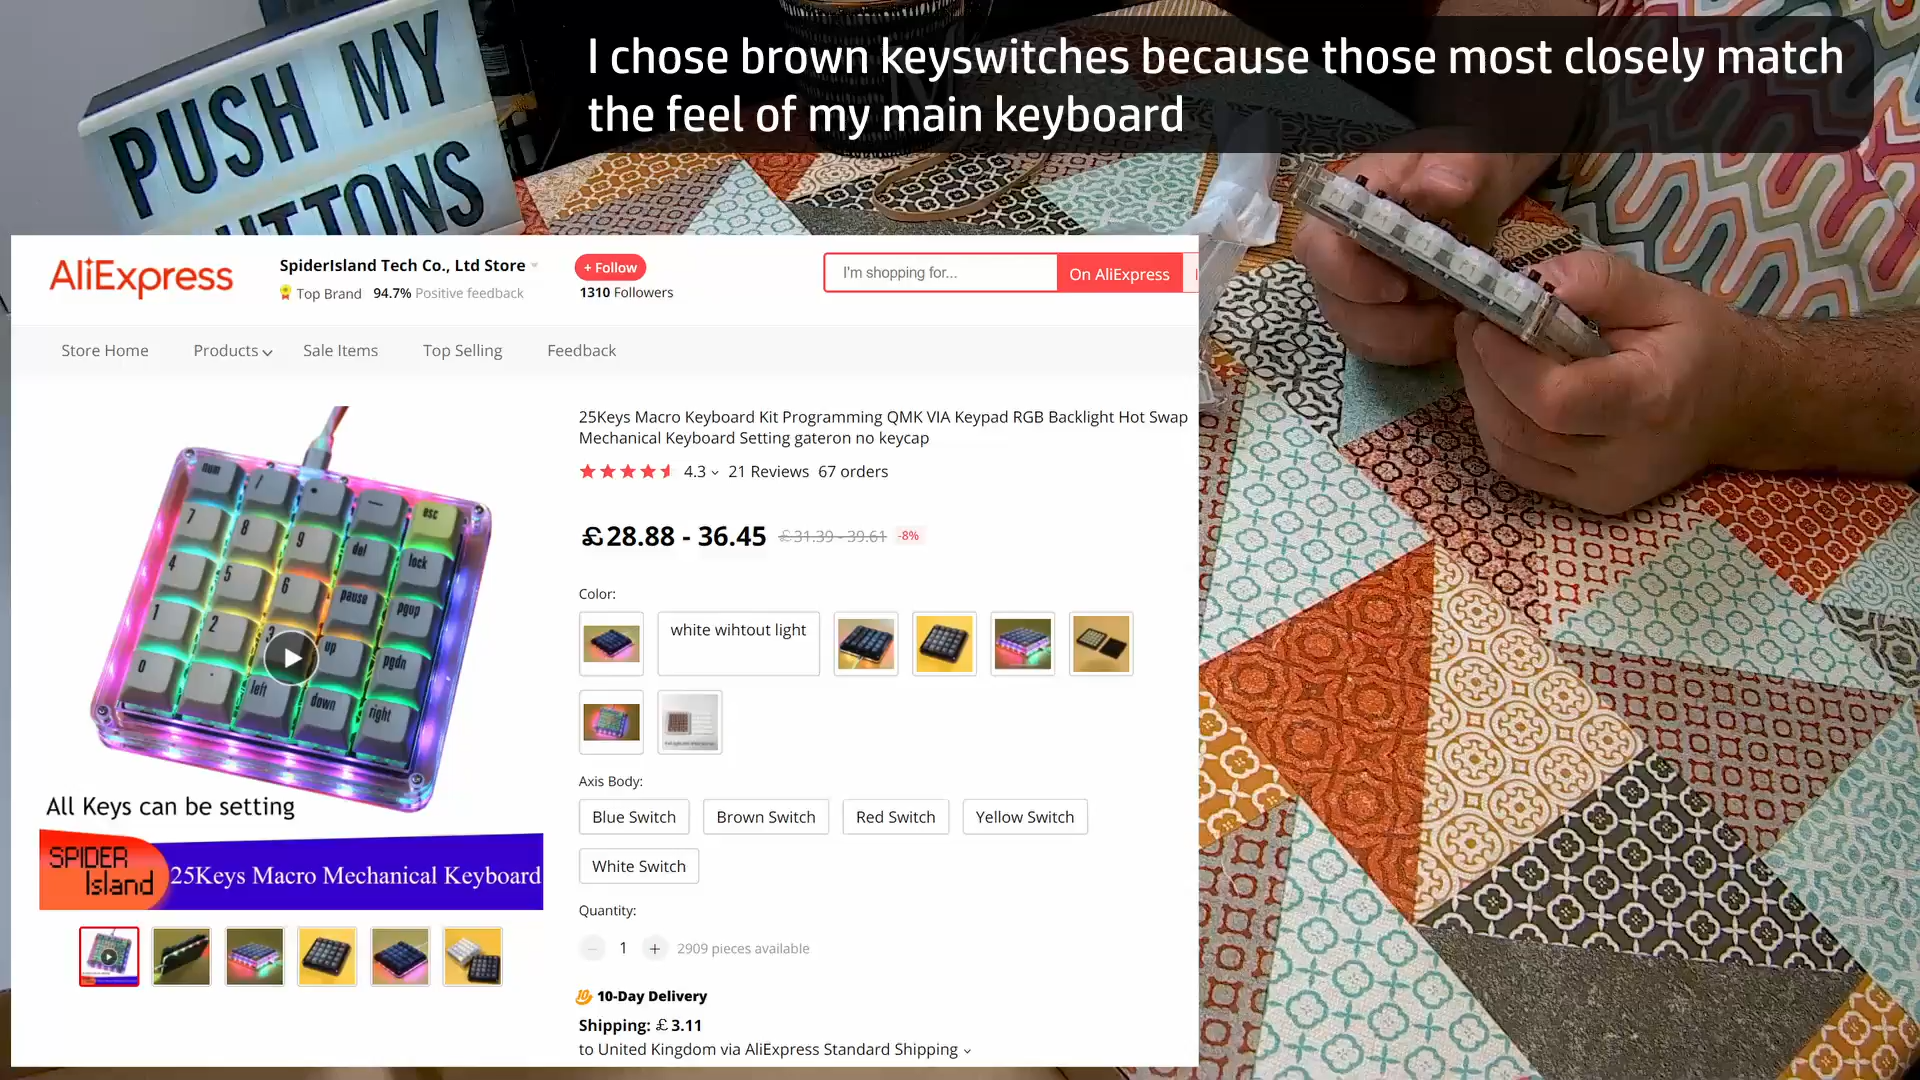 I chose brown keyswitches because those most closely match
the feel of my main keyboard
PUSH MY
BUTTONS
AliExpress
SpiderIsland Tech Co., Ltd Store
Top Brand 94.7% Positive feedback
+ Follow
1310 Followers
I'm shopping for...
On AliExpress
Store Home Products Sale Items Top Selling Feedback
num / * — esc
7 8 9 del lock
4 5 6 pause pgup
1 2 3 up pgdn
0 . left down right
All Keys can be setting
SPIDER
Island
25Keys Macro Mechanical Keyboard
25Keys Macro Keyboard Kit Programming QMK VIA Keypad RGB Backlight Hot Swap
Mechanical Keyboard Setting gateron no keycap
4.3 21 Reviews 67 orders
£28.88 - 36.45 £31.39 - 39.61 -8%
Color:
white wihtout light
Axis Body:
Blue Switch Brown Switch Red Switch Yellow Switch
White Switch
Quantity:
1 + 2909 pieces available
10-Day Delivery
Shipping: £3.11
to United Kingdom via AliExpress Standard Shipping